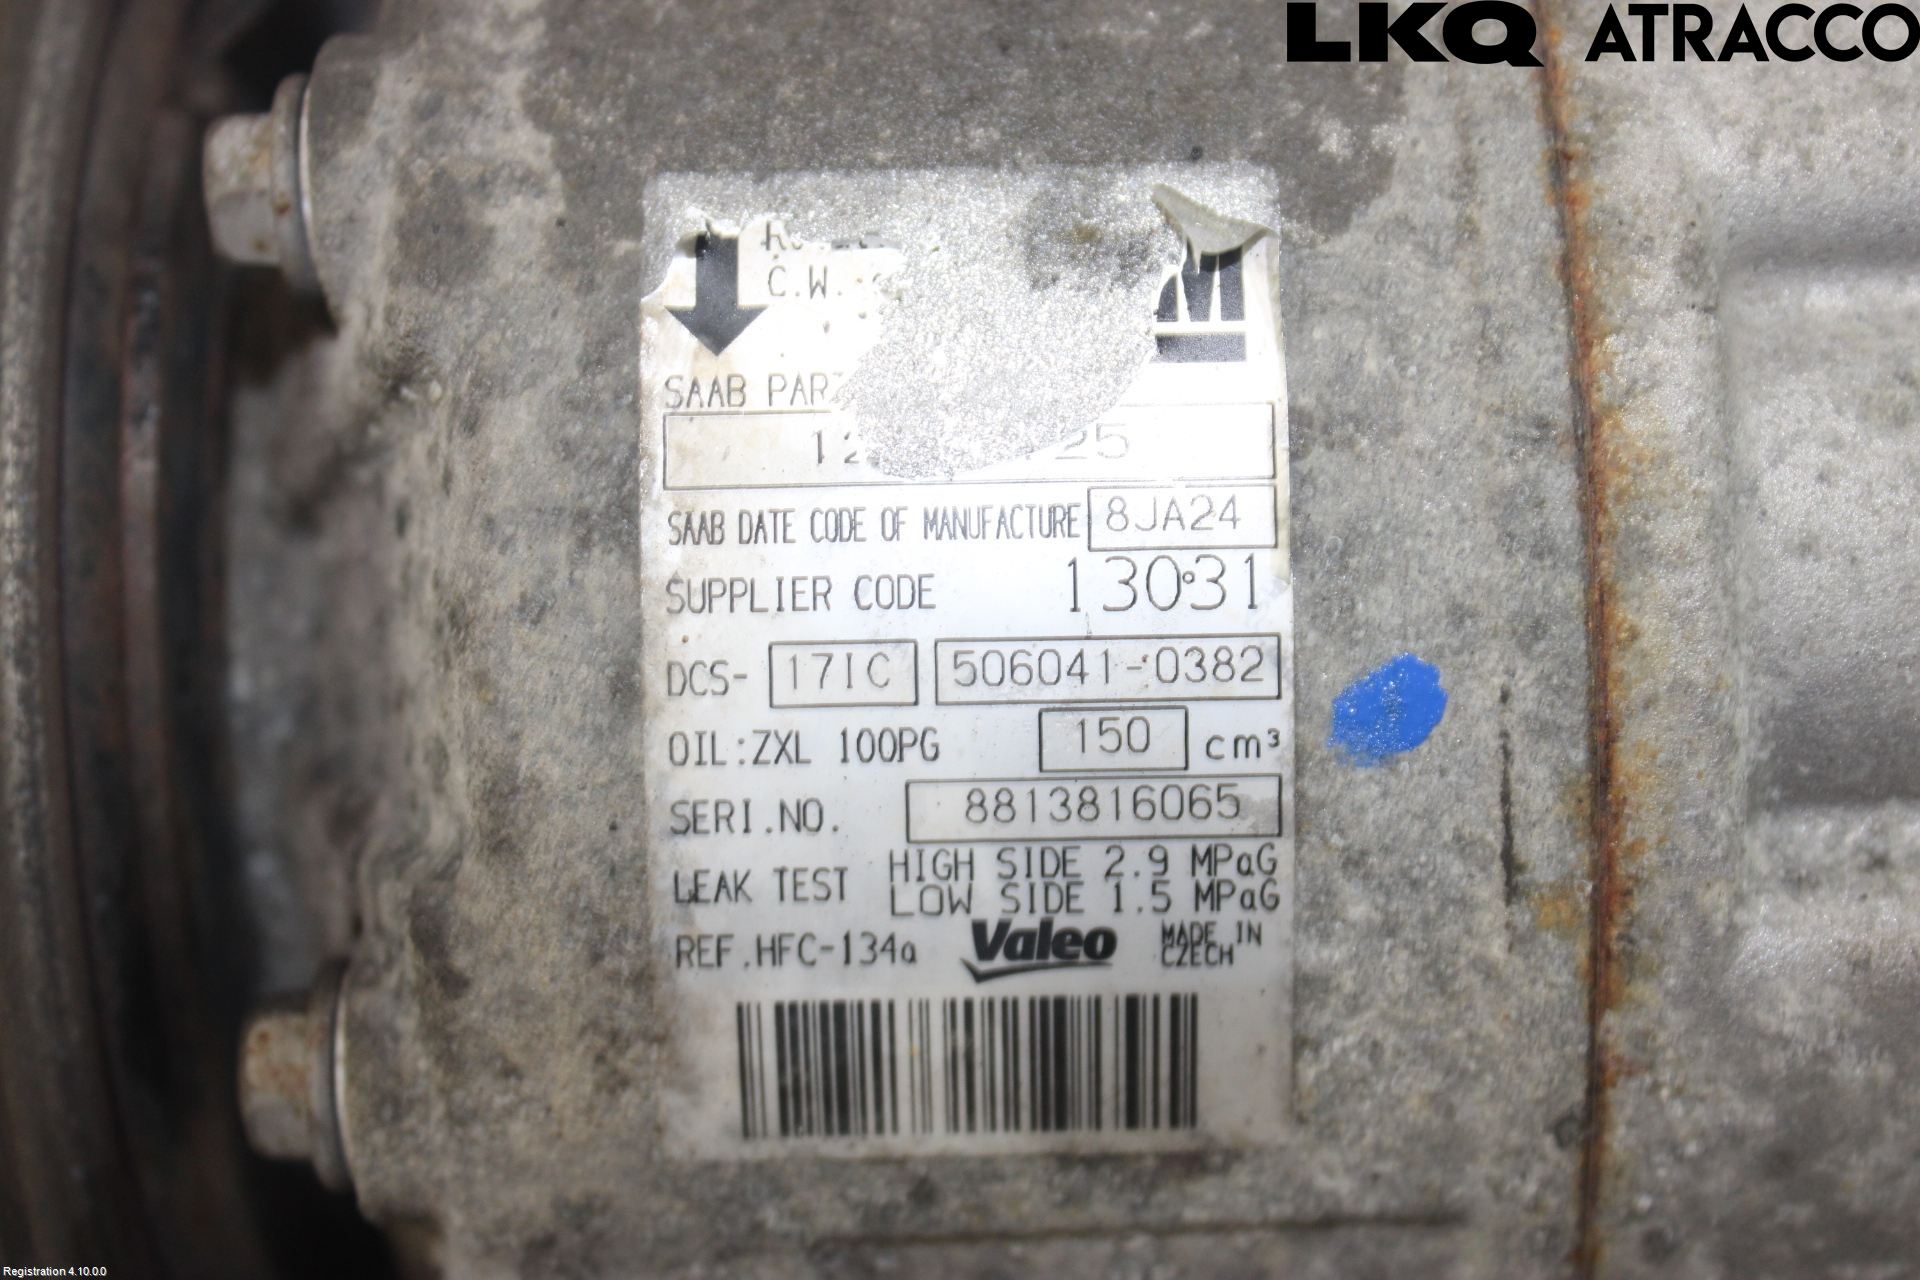 LKQ ATRACCO
C.W.
M
SAAB PART
12 25
SAAB DATE CODE OF MANUFACTURE 8JA24
SUPPLIER CODE 13031
DCS- 17IC 506041-0382
OIL:ZXL 100PG 150 cm³
SERI.NO. 8813816065
LEAK TEST HIGH SIDE 2.9 MPaG
LOW SIDE 1.5 MPaG
REF.HFC-134a Valeo MADE IN
CZECH
Registration 4.10.0.0